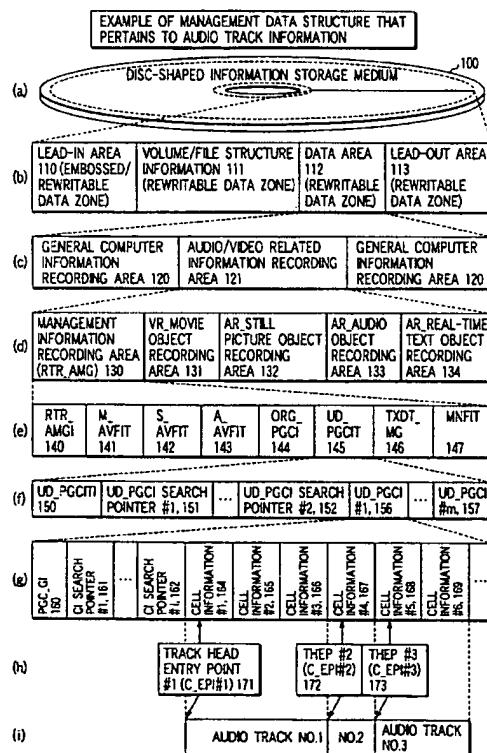 EXAMPLE OF MANAGEMENT DATA STRUCTURE THAT
PERTAINS TO AUDIO TRACK INFORMATION
100
DISC-SHAPED INFORMATION STORAGE MEDIUM
(a)
(b)
LEAD-IN AREA
110 (EMBOSSED/
REWRITABLE
DATA ZONE)
VOLUME/FILE STRUCTURE
INFORMATION 111
(REWRITABLE DATA ZONE)
DATA AREA
112
(REWRITABLE
DATA ZONE)
LEAD-OUT AREA
113
(REWRITABLE
DATA ZONE)
(c)
GENERAL COMPUTER
INFORMATION
RECORDING AREA 120
AUDIO/VIDEO RELATED
INFORMATION RECORDING
AREA 121
GENERAL COMPUTER
INFORMATION
RECORDING AREA 120
(d)
MANAGEMENT
INFORMATION
RECORDING AREA
(RTR_AMG) 130
VR_MOVIE
OBJECT
RECORDING
AREA 131
AR_STILL
PICTURE OBJECT
RECORDING
AREA 132
AR_AUDIO
OBJECT
RECORDING
AREA 133
AR_REAL-TIME
TEXT OBJECT
RECORDING
AREA 134
(e)
RTR_
AMGI
140
M_
AVFIT
141
S_
AVFIT
142
A_
AVFIT
143
ORG_
PGCI
144
UD_
PGCIT
145
TXDT_
MG
146
MNFIT
147
(f)
UD_PGCITI
150
UD_PGCI SEARCH
POINTER #1, 151
...
UD_PGCI SEARCH
POINTER #2, 152
UD_PGCI
#1, 156
...
UD_PGCI
#m, 157
(g)
PGC_GI
160
CI SEARCH
POINTER
#1, 161
...
CI SEARCH
POINTER
#i, 162
CELL
INFORMATION
#1, 164
CELL
INFORMATION
#2, 165
CELL
INFORMATION
#3, 166
CELL
INFORMATION
#4, 167
CELL
INFORMATION
#5, 168
CELL
INFORMATION
#6, 169
...
(h)
TRACK HEAD
ENTRY POINT
#1 (C_EPI#1) 171
THEP #2
(C_EPI#2)
172
THEP #3
(C_EPI#3)
173
(i)
AUDIO TRACK NO.1
NO.2
AUDIO TRACK
NO.3